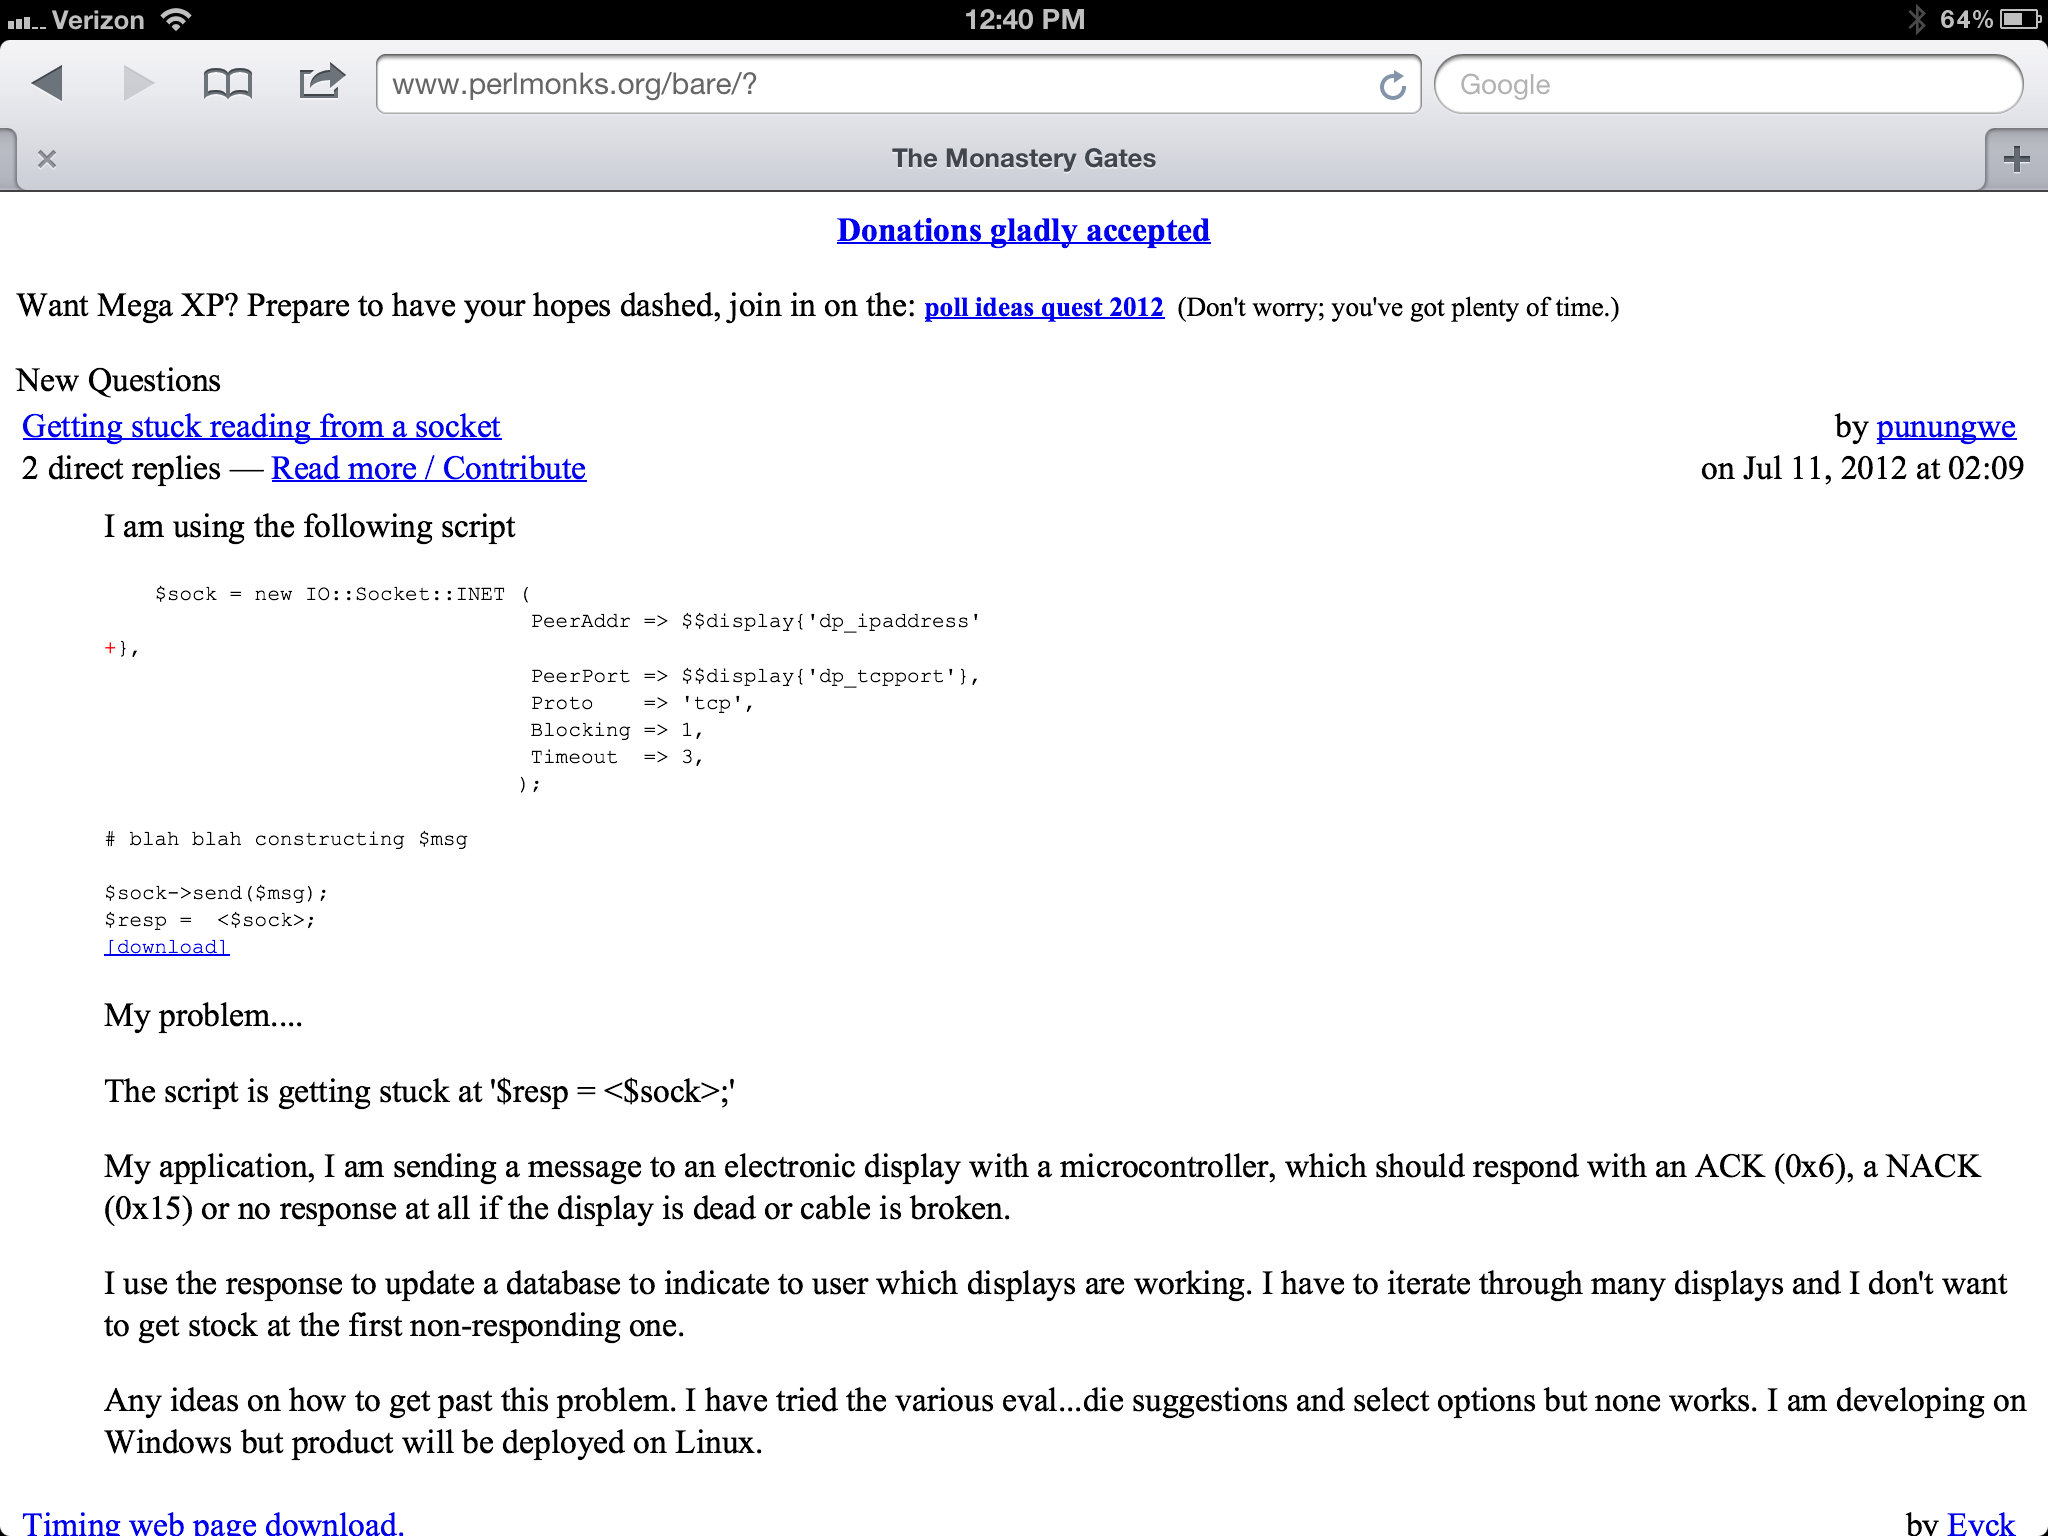 Verizon 12:40 PM 64%
www.perlmonks.org/bare/? Google
The Monastery Gates
Donations gladly accepted
Want Mega XP? Prepare to have your hopes dashed, join in on the: poll ideas quest 2012 (Don't worry; you've got plenty of time.)
New Questions
Getting stuck reading from a socket by punungwe
2 direct replies — Read more / Contribute on Jul 11, 2012 at 02:09
I am using the following script
$sock = new IO::Socket::INET (
PeerAddr => $$display{'dp_ipaddress'
+},
PeerPort => $$display{'dp_tcpport'},
Proto => 'tcp',
Blocking => 1,
Timeout => 3,
);
# blah blah constructing $msg
$sock->send($msg);
$resp = <$sock>;
[download]
My problem....
The script is getting stuck at '$resp = <$sock>;'
My application, I am sending a message to an electronic display with a microcontroller, which should respond with an ACK (0x6), a NACK
(0x15) or no response at all if the display is dead or cable is broken.
I use the response to update a database to indicate to user which displays are working. I have to iterate through many displays and I don't want
to get stock at the first non-responding one.
Any ideas on how to get past this problem. I have tried the various eval...die suggestions and select options but none works. I am developing on
Windows but product will be deployed on Linux.
Timing web page download. by Eyck